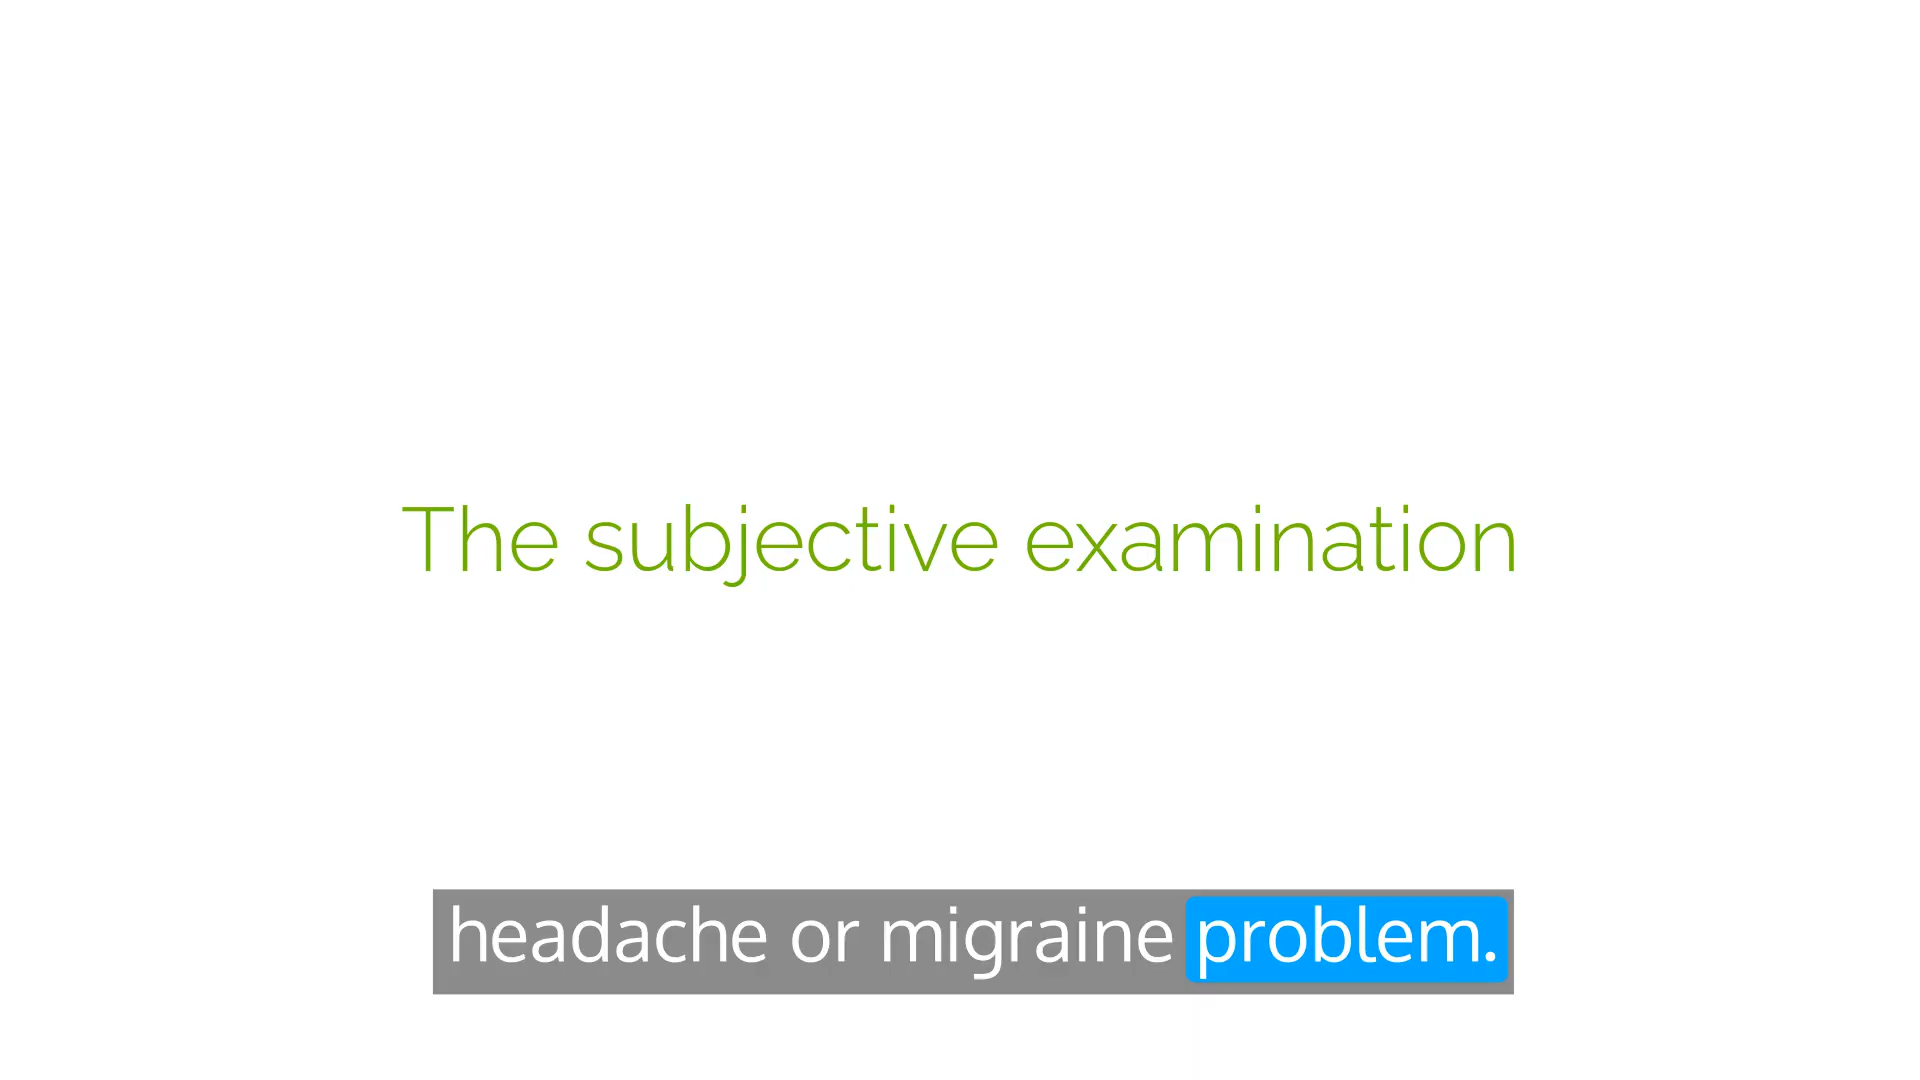 The subjective examination
headache or migraine problem.